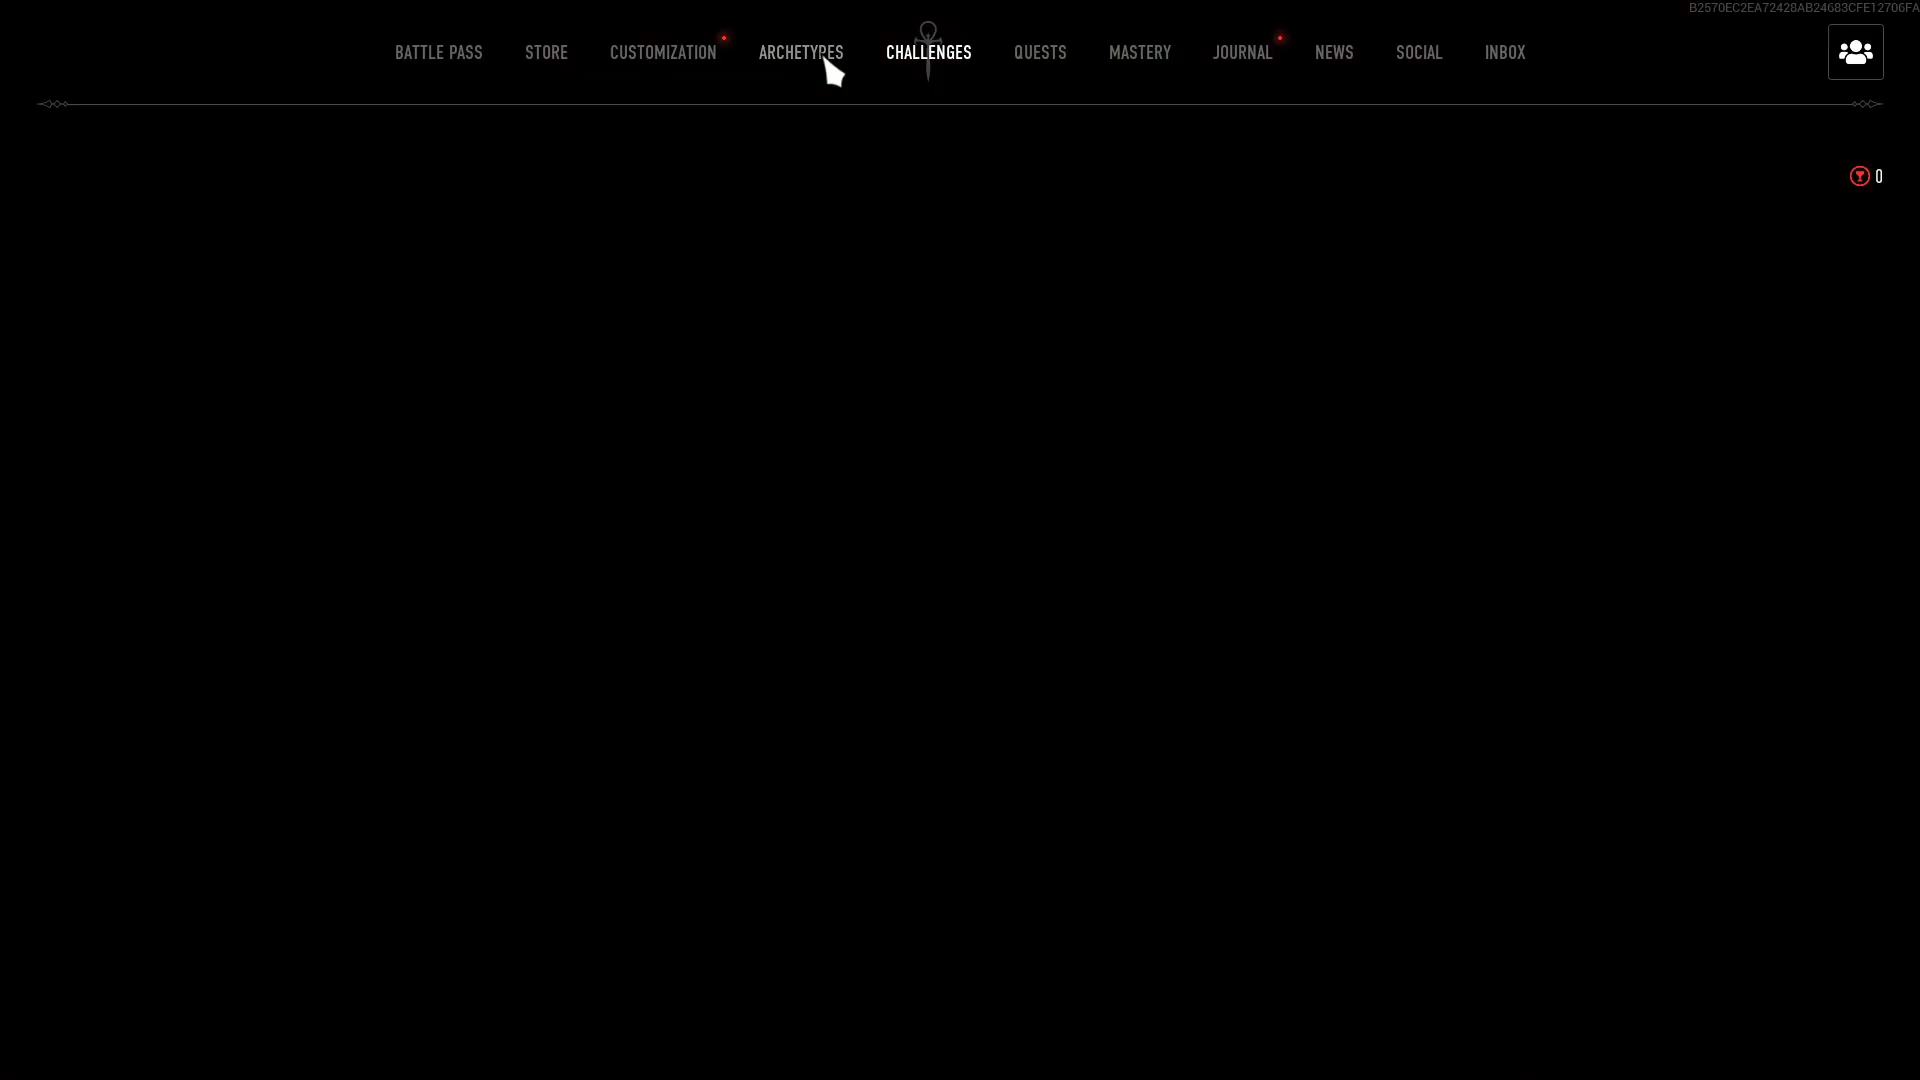 B2570EC2EA72428AB24683CFE12706FA
BATTLE PASS STORE CUSTOMIZATION ARCHETYPES CHALLENGES QUESTS MASTERY JOURNAL NEWS SOCIAL INBOX
0